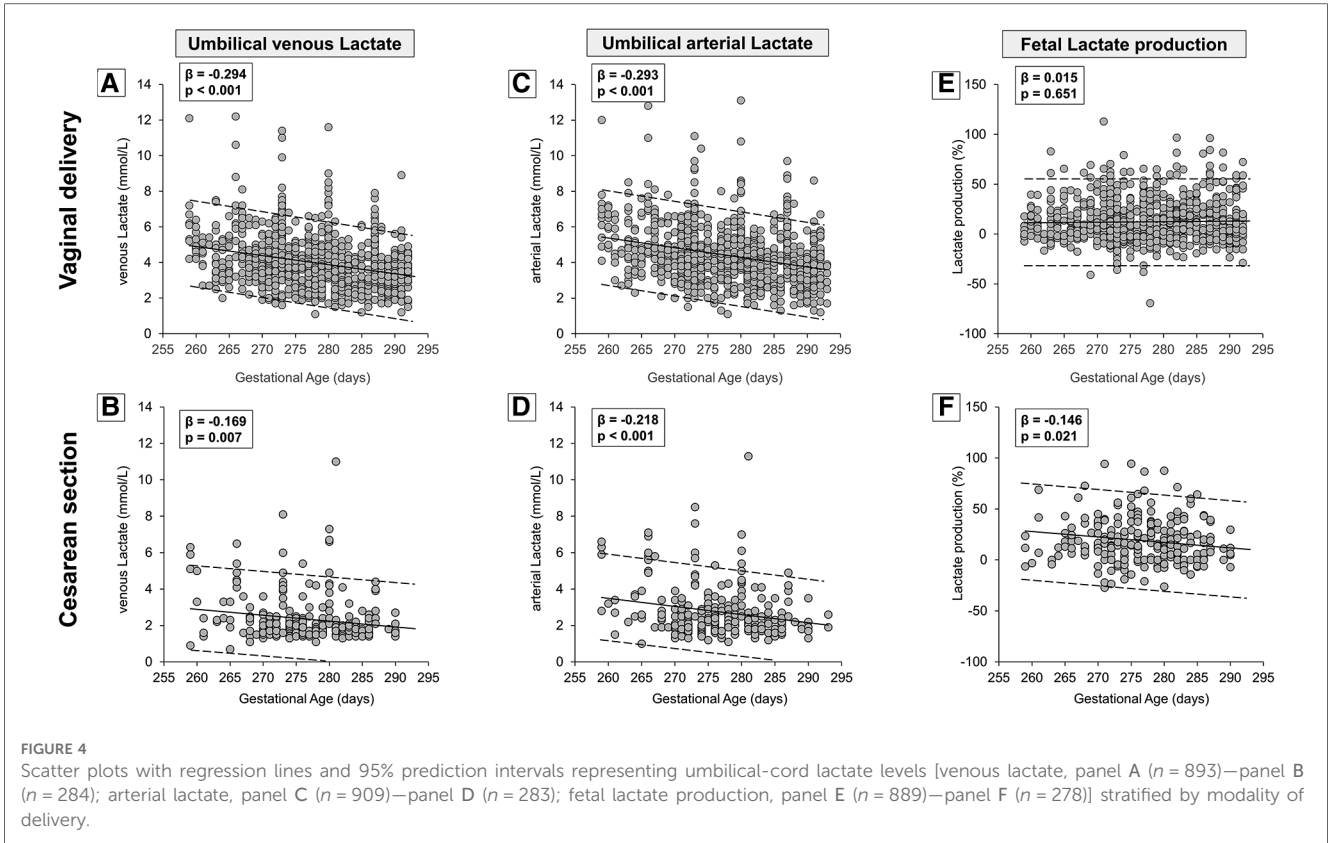 Umbilical venous Lactate
Umbilical arterial Lactate
Fetal Lactate production
Vaginal delivery
A
β = -0.294
p < 0.001
venous Lactate (mmol/L)
14
12
10
8
6
4
2
0
255 260 265 270 275 280 285 290 295
Gestational Age (days)
C
β = -0.293
p < 0.001
arterial Lactate (mmol/L)
14
12
10
8
6
4
2
0
255 260 265 270 275 280 285 290 295
Gestational Age (days)
E
β = 0.015
p = 0.651
Lactate production (%)
150
100
50
0
-50
-100
255 260 265 270 275 280 285 290 295
Gestational Age (days)
Cesarean section
B
β = -0.169
p = 0.007
venous Lactate (mmol/L)
14
12
10
8
6
4
2
0
255 260 265 270 275 280 285 290 295
Gestational Age (days)
D
β = -0.218
p < 0.001
arterial Lactate (mmol/L)
14
12
10
8
6
4
2
0
255 260 265 270 275 280 285 290 295
Gestational Age (days)
F
β = -0.146
p = 0.021
Lactate production (%)
150
100
50
0
-50
-100
255 260 265 270 275 280 285 290 295
Gestational Age (days)
FIGURE 4
Scatter plots with regression lines and 95% prediction intervals representing umbilical-cord lactate levels [venous lactate, panel A (n = 893)—panel B
(n = 284); arterial lactate, panel C (n = 909)—panel D (n = 283); fetal lactate production, panel E (n = 889)—panel F (n = 278)] stratified by modality of
delivery.